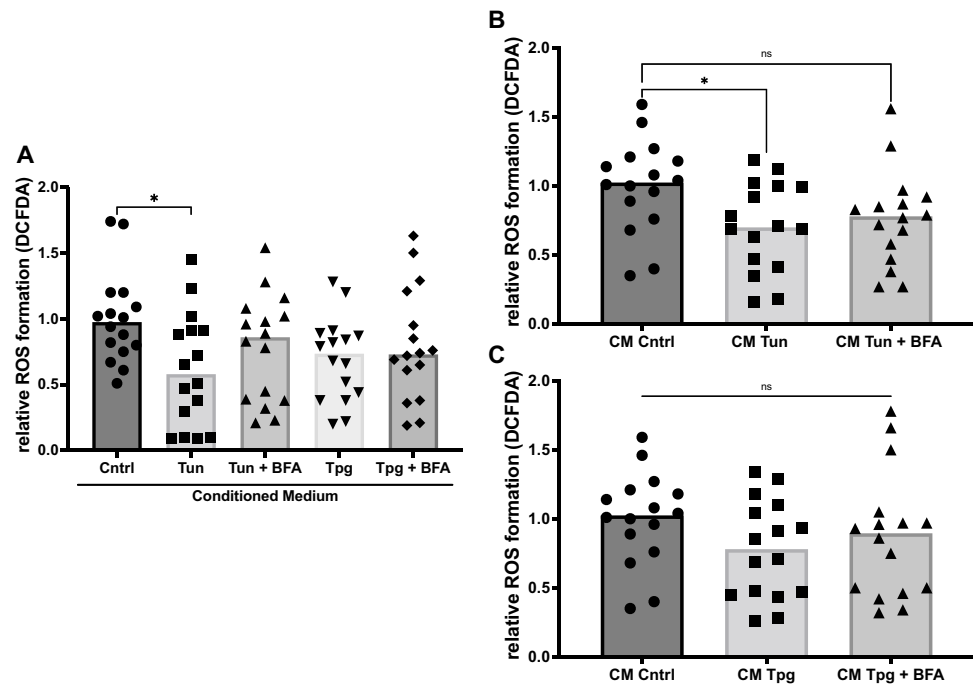 A
relative ROS formation (DCFDA)
2.0
1.5
1.0
0.5
0.0
*
Cntrl Tun Tun + BFA Tpg Tpg + BFA
Conditioned Medium
B
relative ROS formation (DCFDA)
2.0
1.5
1.0
0.5
0.0
ns
*
CM Cntrl CM Tun CM Tun + BFA
C
relative ROS formation (DCFDA)
2.0
1.5
1.0
0.5
0.0
ns
CM Cntrl CM Tpg CM Tpg + BFA